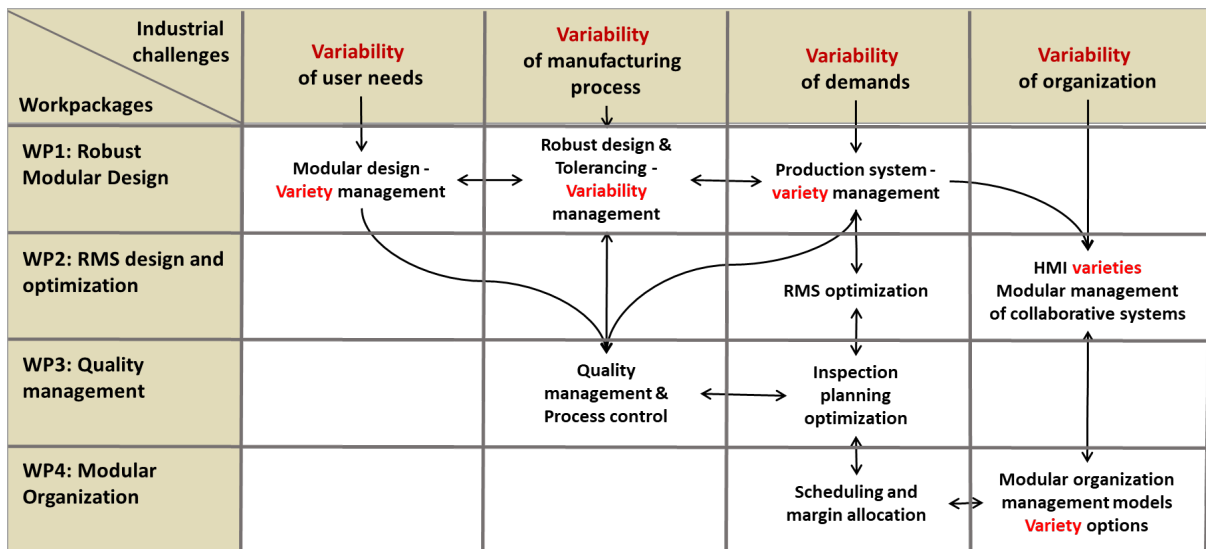 Industrial
challenges
Workpackages
Variability
of user needs
Variability
of manufacturing
process
Variability
of demands
Variability
of organization
WP1: Robust
Modular Design
Modular design -
Variety management
Robust design &
Tolerancing -
Variability
management
Production system -
variety management
WP2: RMS design and
optimization
RMS optimization
HMI varieties
Modular management
of collaborative systems
WP3: Quality
management
Quality
management &
Process control
Inspection
planning
optimization
WP4: Modular
Organization
Scheduling and
margin allocation
Modular organization
management models
Variety options